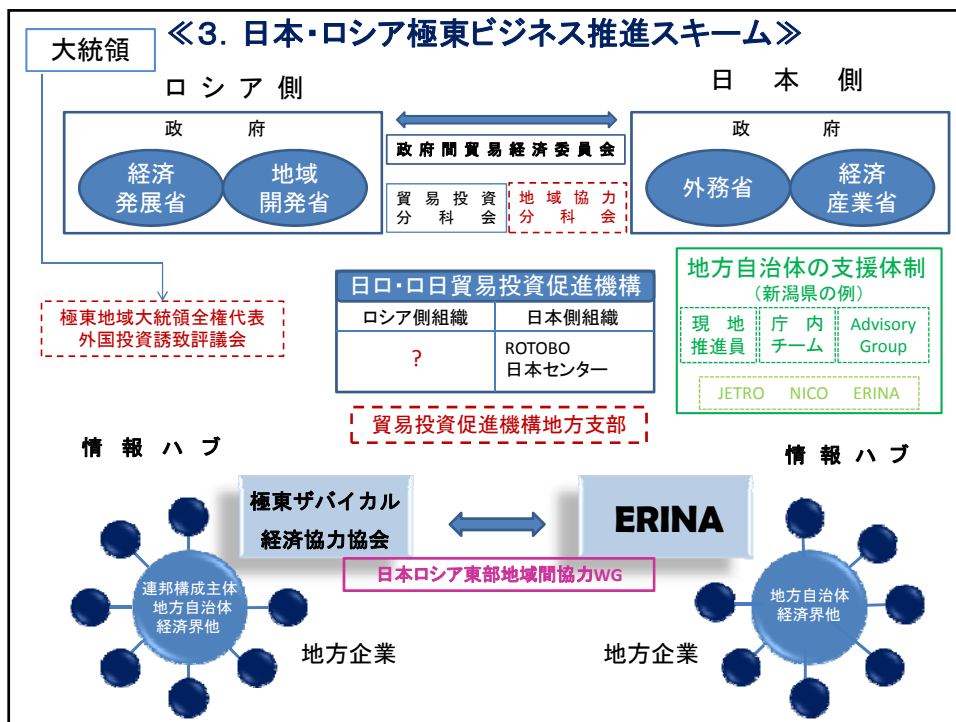 ≪3. 日本・ロシア極東ビジネス推進スキーム≫
大統領
ロシア側
日本側
政府
経済
発展省
地域
開発省
政府間貿易経済委員会
貿易投資
分科会
地域協力
分科会
政府
外務省
経済
産業省
極東地域大統領全権代表
外国投資誘致評議会
日ロ・ロ日貿易投資促進機構
ロシア側組織
日本側組織
?
ROTOBO
日本センター
貿易投資促進機構地方支部
地方自治体の支援体制
(新潟県の例)
現地
推進員
庁内
チーム
Advisory
Group
JETRO NICO ERINA
情報ハブ
情報ハブ
極東ザバイカル
経済協力協会
ERINA
日本ロシア東部地域間協力WG
連邦構成主体
地方自治体
経済界他
地方企業
地方自治体
経済界他
地方企業